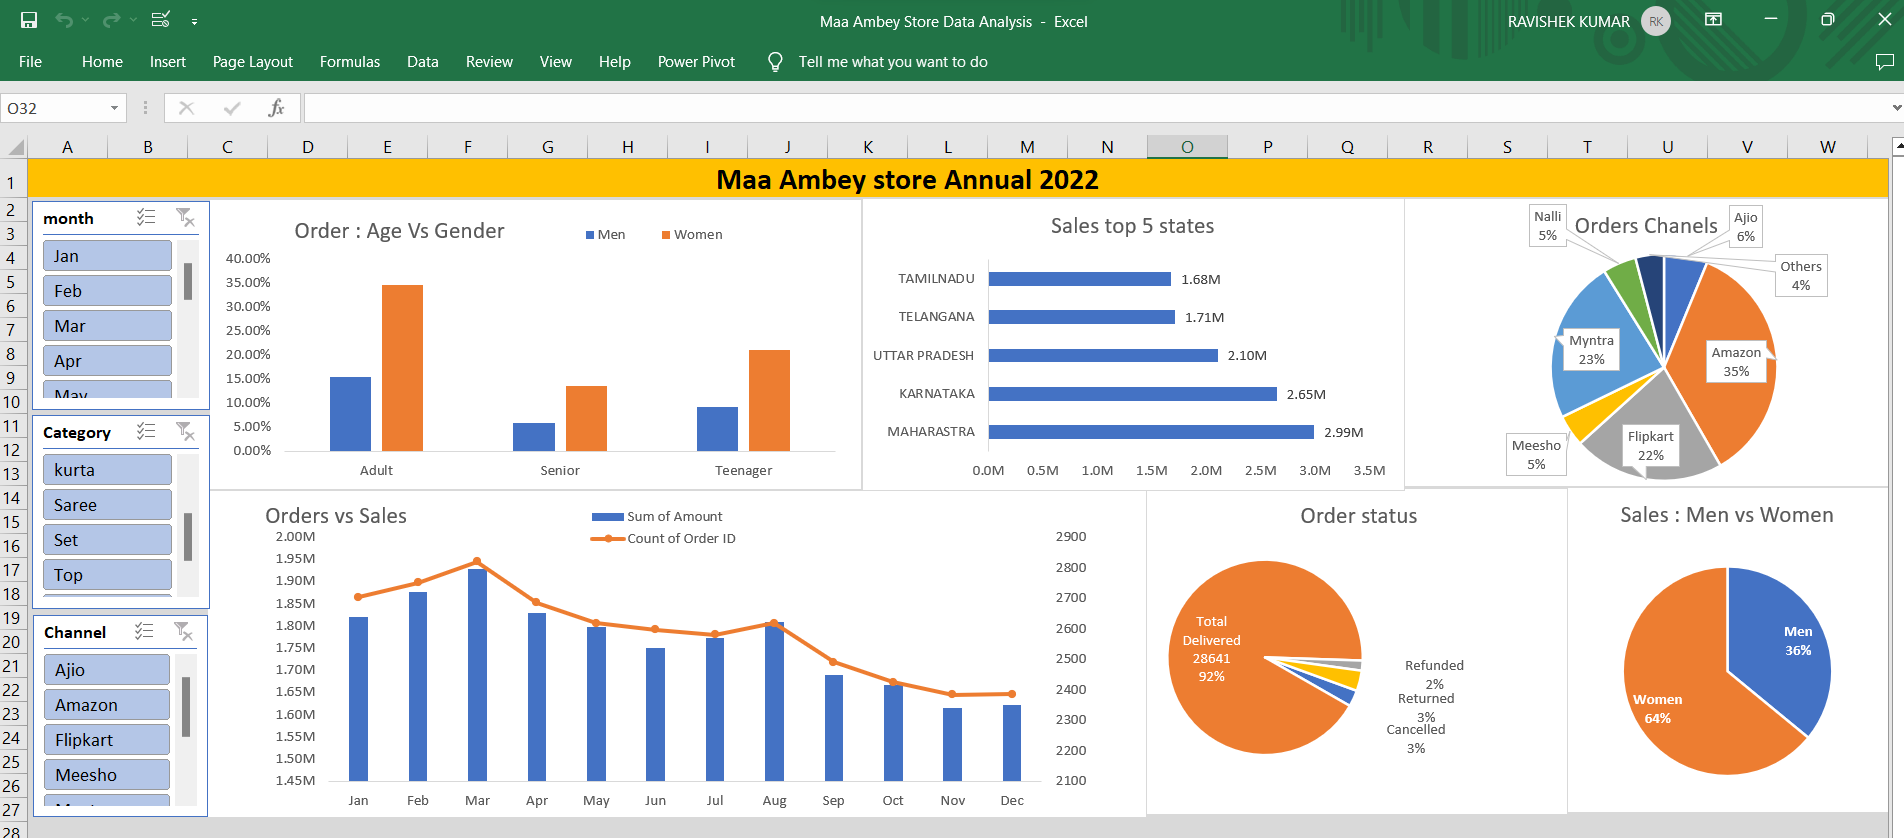 Maa Ambey Store Data Analysis - Excel
RAVISHEK KUMAR
RK
File Home Insert Page Layout Formulas Data Review View Help Power Pivot Tell me what you want to do
O32
fx
A B C D E F G H I J K L M N O P Q R S T U V W
1
2
3
4
5
6
7
8
9
10
11
12
13
14
15
16
17
18
19
20
21
22
23
24
25
26
27
28
Maa Ambey store Annual 2022
month
Jan
Feb
Mar
Apr
May
Category
kurta
Saree
Set
Top
Channel
Ajio
Amazon
Flipkart
Meesho
Order : Age Vs Gender
Men Women
40.00%
35.00%
30.00%
25.00%
20.00%
15.00%
10.00%
5.00%
0.00%
Adult Senior Teenager
Sales top 5 states
TAMILNADU 1.68M
TELANGANA 1.71M
UTTAR PRADESH 2.10M
KARNATAKA 2.65M
MAHARASTRA 2.99M
0.0M 0.5M 1.0M 1.5M 2.0M 2.5M 3.0M 3.5M
Orders Chanels
Nalli
5%
Ajio
6%
Others
4%
Myntra
23%
Amazon
35%
Meesho
5%
Flipkart
22%
Orders vs Sales
Sum of Amount
Count of Order ID
2.00M
1.95M
1.90M
1.85M
1.80M
1.75M
1.70M
1.65M
1.60M
1.55M
1.50M
1.45M
2900
2800
2700
2600
2500
2400
2300
2200
2100
Jan Feb Mar Apr May Jun Jul Aug Sep Oct Nov Dec
Order status
Total
Delivered
28641
92%
Refunded
2%
Returned
3%
Cancelled
3%
Sales : Men vs Women
Men
36%
Women
64%